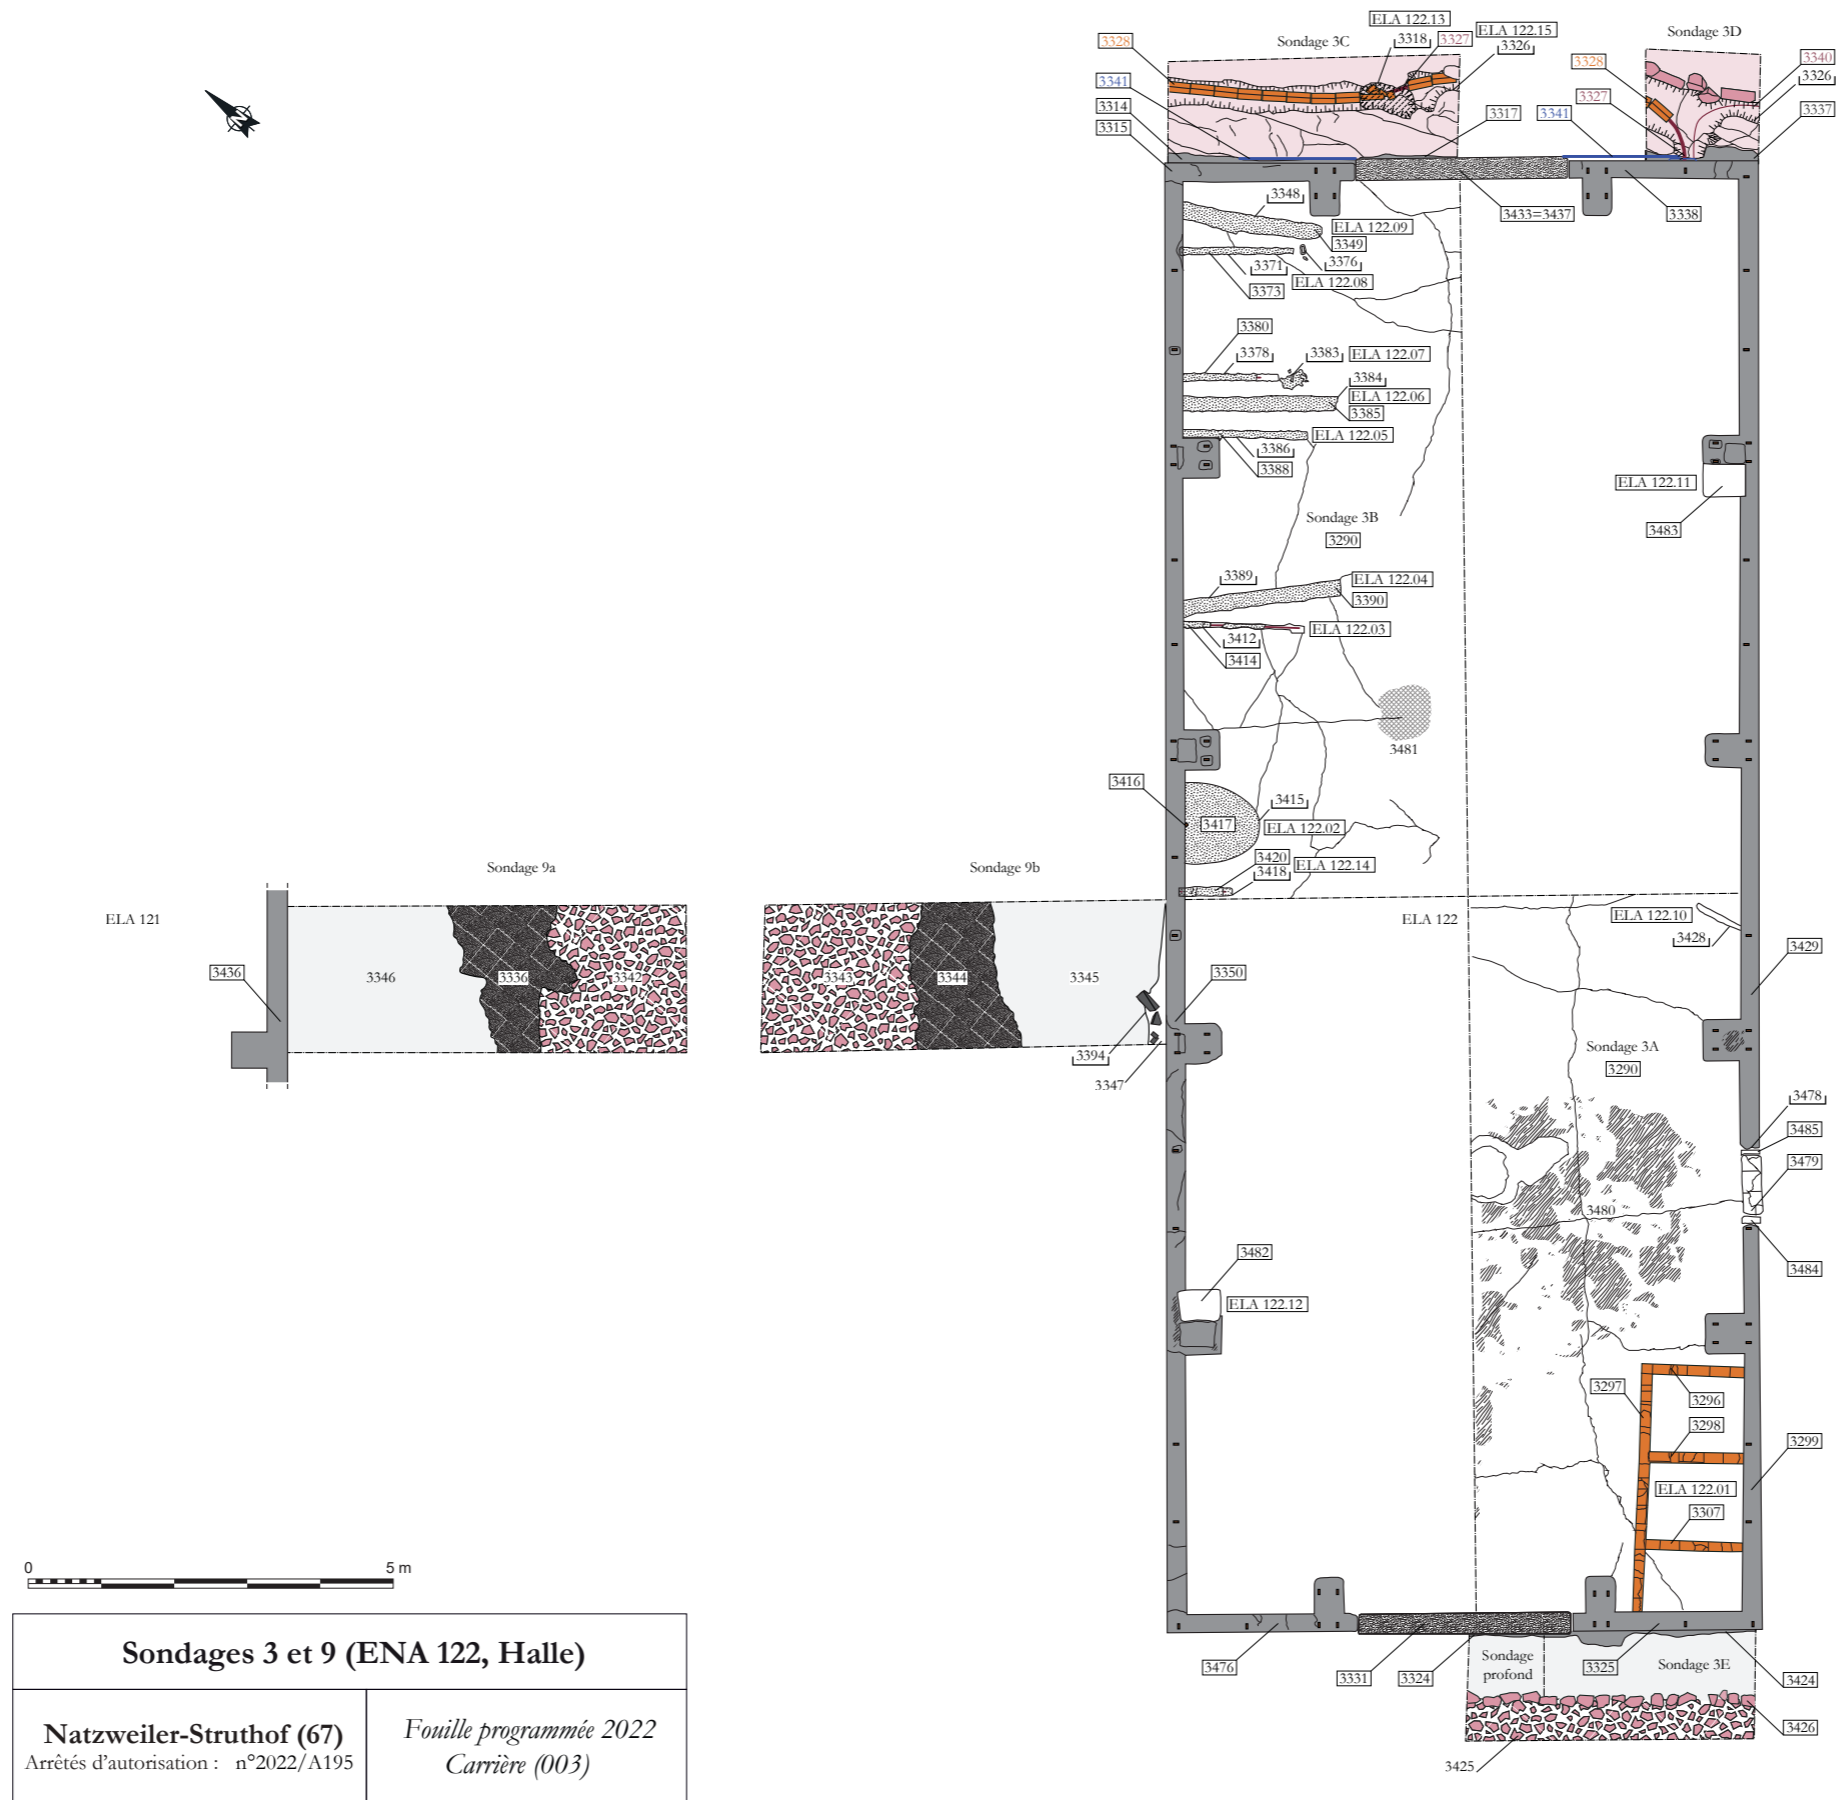 ELA 122.13
Sondage 3C
3318
3327
ELA 122.15
3326
Sondage 3D
3328
3341
3314
3315
3317
3328
3327
3341
3340
3326
3337
N
3348
ELA 122.09
3349
3371
3376
3373
ELA 122.08
3433=3437
3338
3380
3378
3383
ELA 122.07
3384
ELA 122.06
3385
ELA 122.05
3386
3388
Sondage 3B
3290
ELA 122.11
3483
3389
ELA 122.04
3390
ELA 122.03
3412
3414
3481
3416
3415
3417
ELA 122.02
3420
ELA 122.14
3418
Sondage 9a
Sondage 9b
ELA 121
ELA 122
ELA 122.10
3428
3429
3436
3346
3336
3342
3343
3344
3345
3350
3394
3347
Sondage 3A
3290
3478
3485
3479
3480
3484
3482
ELA 122.12
3297
3296
3298
3299
ELA 122.01
3307
3476
3331
3324
Sondage
profond
3325
Sondage 3E
3424
3426
3425
0 5 m
Sondages 3 et 9 (ENA 122, Halle)
Natzweiler-Struthof (67)
Arrêtés d'autorisation : n°2022/A195
Fouille programmée 2022
Carrière (003)